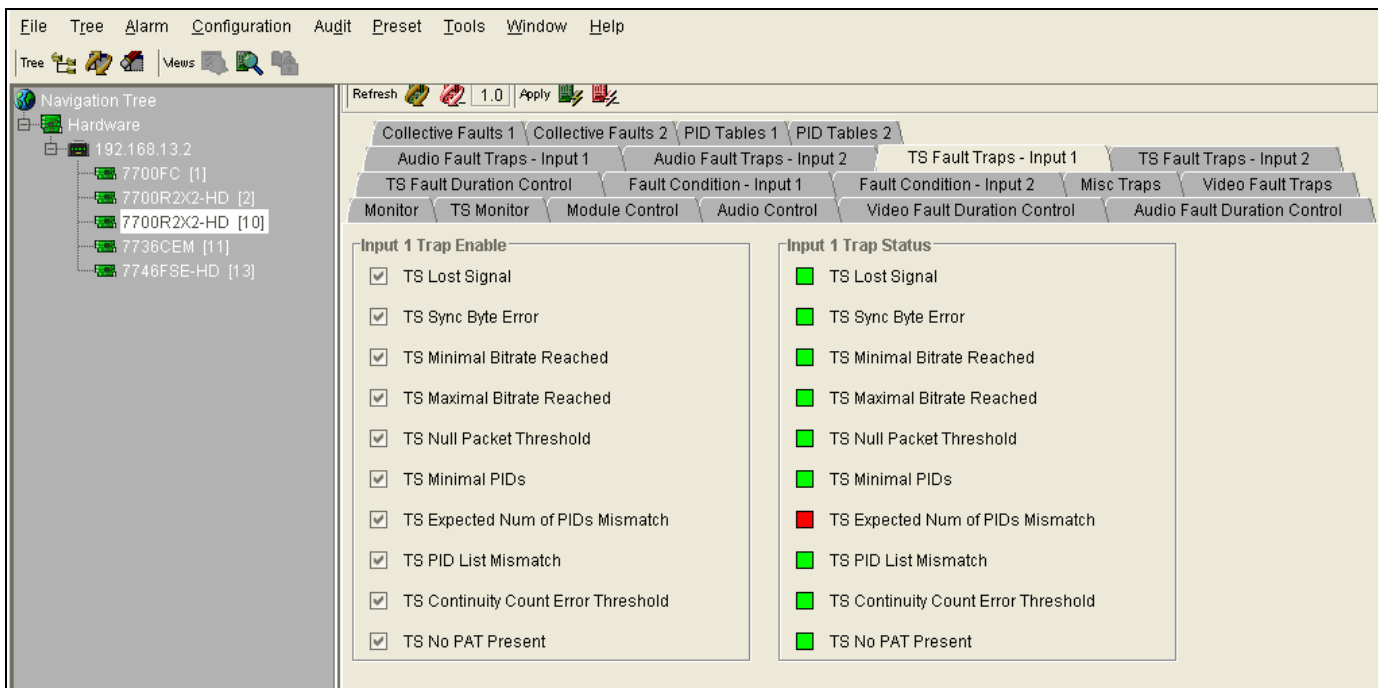 File Tree Alarm Configuration Audit Preset Tools Window Help
Tree Views
Navigation Tree
Hardware
192.168.13.2
7700FC [1]
7700R2X2-HD [2]
7700R2X2-HD [10]
7736CEM [11]
7746FSE-HD [13]
Refresh 1.0 Apply
Collective Faults 1 Collective Faults 2 PID Tables 1 PID Tables 2
Audio Fault Traps - Input 1 Audio Fault Traps - Input 2 TS Fault Traps - Input 1 TS Fault Traps - Input 2
TS Fault Duration Control Fault Condition - Input 1 Fault Condition - Input 2 Misc Traps Video Fault Traps
Monitor TS Monitor Module Control Audio Control Video Fault Duration Control Audio Fault Duration Control
Input 1 Trap Enable
TS Lost Signal
TS Sync Byte Error
TS Minimal Bitrate Reached
TS Maximal Bitrate Reached
TS Null Packet Threshold
TS Minimal PIDs
TS Expected Num of PIDs Mismatch
TS PID List Mismatch
TS Continuity Count Error Threshold
TS No PAT Present
Input 1 Trap Status
TS Lost Signal
TS Sync Byte Error
TS Minimal Bitrate Reached
TS Maximal Bitrate Reached
TS Null Packet Threshold
TS Minimal PIDs
TS Expected Num of PIDs Mismatch
TS PID List Mismatch
TS Continuity Count Error Threshold
TS No PAT Present